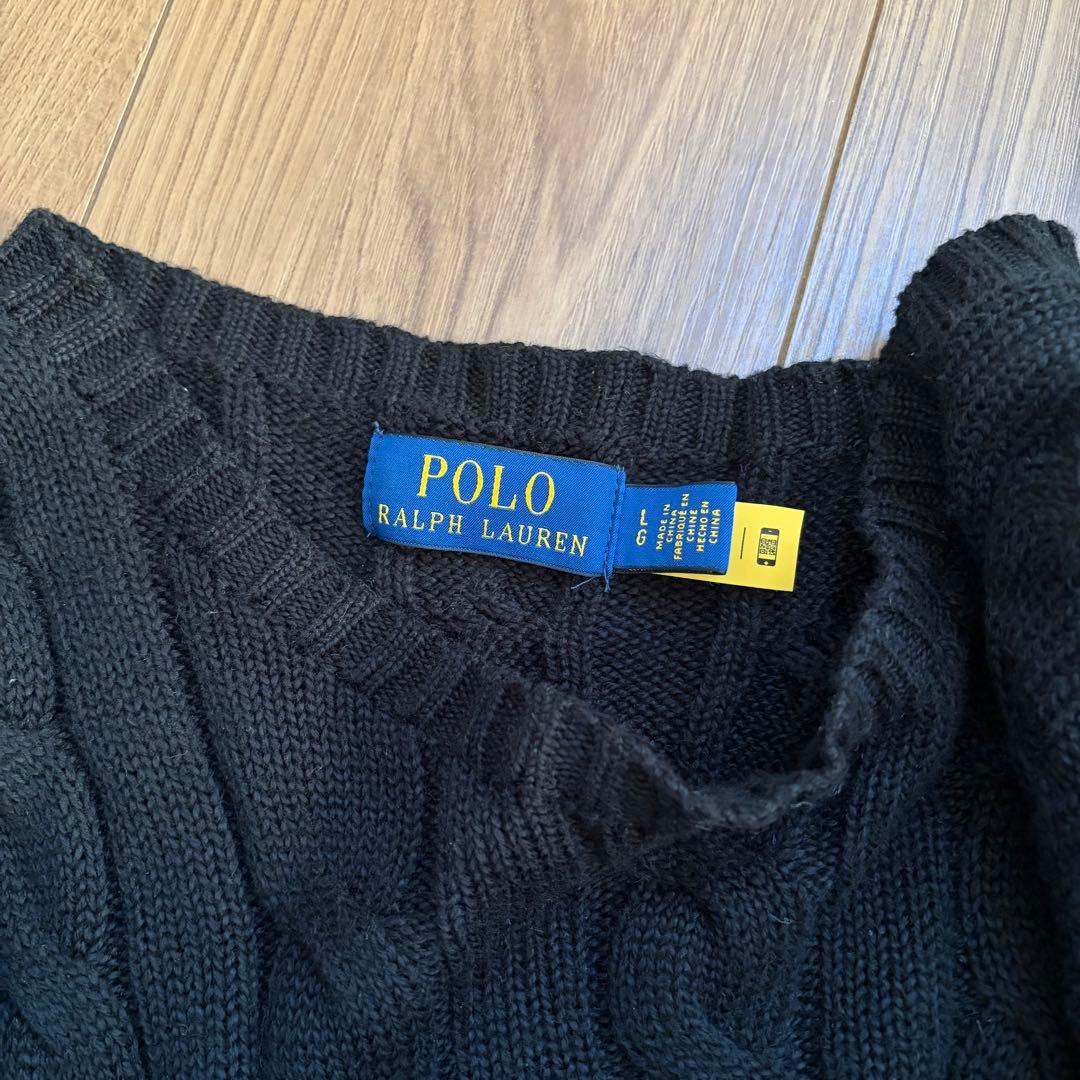 POLO
RALPH LAUREN
L
G
MADE IN
CHINA
FABRIQUÉ EN
CHINE
HECHO EN
CHINA